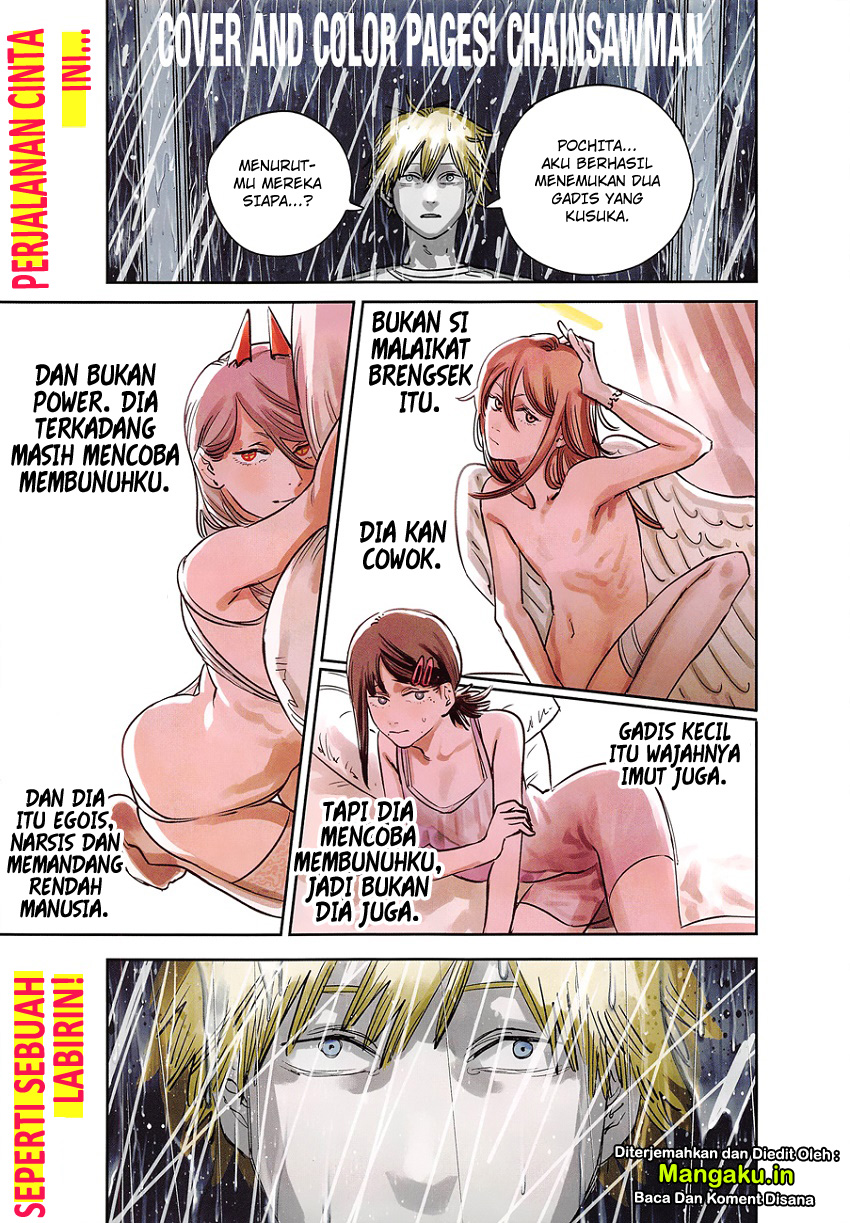 COVER AND COLOR PAGES! CHAINSAWMAN
PERJALANAN CINTA
INI...
POCHITA...
AKU BERHASIL
MENEMUKAN DUA
GADIS YANG
KUSUKA.
MENURUT-
MU MEREKA
SIAPA...?
BUKAN SI
MALAIKAT
BRENGSEK
ITU.
DIA KAN
COWOK.
DAN BUKAN
POWER. DIA
TERKADANG
MASIH MENCOBA
MEMBUNUHKU.
DAN DIA
ITU EGOIS,
NARSIS DAN
MEMANDANG
RENDAH
MANUSIA.
GADIS KECIL
ITU WAJAHNYA
IMUT JUGA.
TAPI DIA
MENCOBA
MEMBUNUHKU,
JADI BUKAN
DIA JUGA.
SEPERTI SEBUAH
LABIRIN!
Diterjemahkan dan Diedit Oleh :
Mangaku.in
Baca Dan Koment Disana